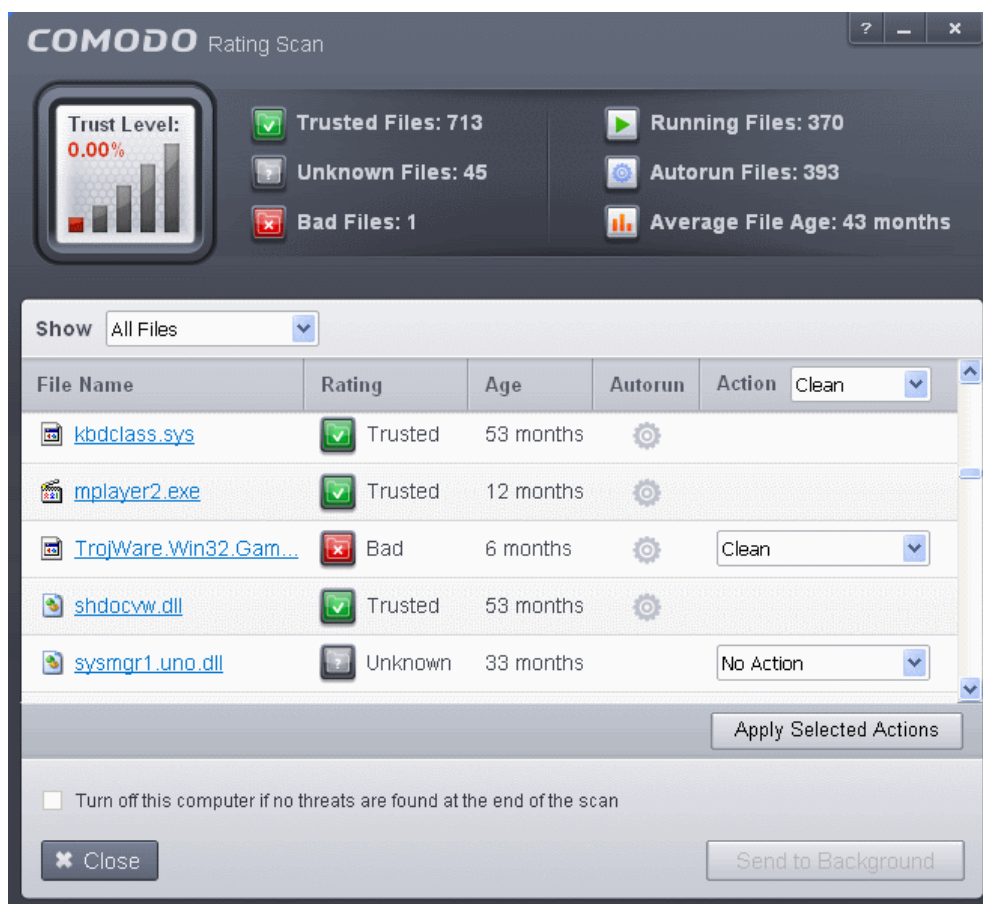 COMODO Rating Scan
? _ x
Trust Level:
0.00%
Trusted Files: 713
Unknown Files: 45
Bad Files: 1
Running Files: 370
Autorun Files: 393
Average File Age: 43 months
Show All Files
File Name Rating Age Autorun Action Clean
kbdclass.sys Trusted 53 months
mplayer2.exe Trusted 12 months
TrojWare.Win32.Gam... Bad 6 months Clean
shdocvw.dll Trusted 53 months
sysmgr1.uno.dll Unknown 33 months No Action
Apply Selected Actions
Turn off this computer if no threats are found at the end of the scan
Close Send to Background